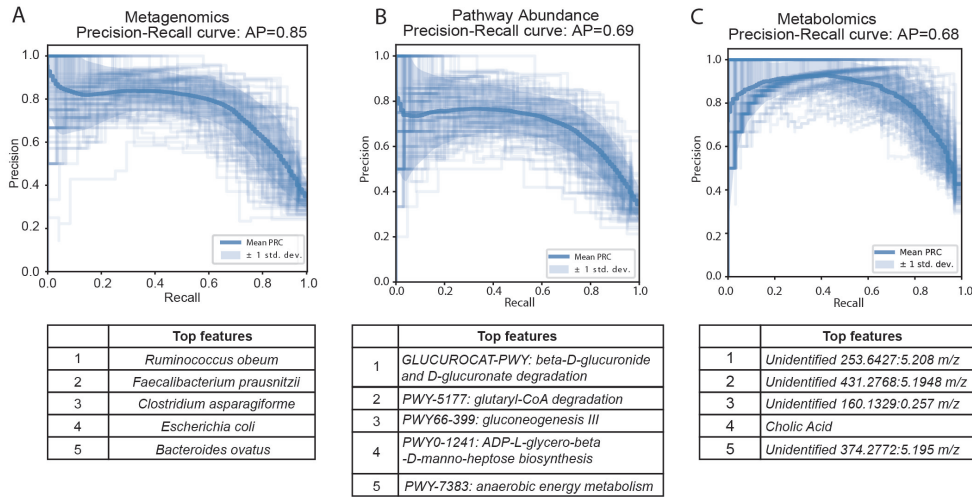 A
Metagenomics
Precision-Recall curve: AP=0.85
Precision
1.0
0.8
0.6
0.4
0.2
0.0
0.0 0.2 0.4 0.6 0.8 1.0
Recall
Mean PRC
± 1 std. dev.
Top features
1 Ruminococcus obeum
2 Faecalibacterium prausnitzii
3 Clostridium asparagiforme
4 Escherichia coli
5 Bacteroides ovatus
B
Pathway Abundance
Precision-Recall curve: AP=0.69
Precision
1.0
0.8
0.6
0.4
0.2
0.0
0.0 0.2 0.4 0.6 0.8 1.0
Recall
Mean PRC
± 1 std. dev.
Top features
1 GLUCUROCAT-PWY: beta-D-glucuronide
and D-glucuronate degradation
2 PWY-5177: glutaryl-CoA degradation
3 PWY66-399: gluconeogenesis III
4 PWY0-1241: ADP-L-glycero-beta
-D-manno-heptose biosynthesis
5 PWY-7383: anaerobic energy metabolism
C
Metabolomics
Precision-Recall curve: AP=0.68
Precision
1.0
0.8
0.6
0.4
0.2
0.0
0.0 0.2 0.4 0.6 0.8 1.0
Recall
Mean PRC
± 1 std. dev.
Top features
1 Unidentified 253.6427:5.208 m/z
2 Unidentified 431.2768:5.1948 m/z
3 Unidentified 160.1329:0.257 m/z
4 Cholic Acid
5 Unidentified 374.2772:5.195 m/z